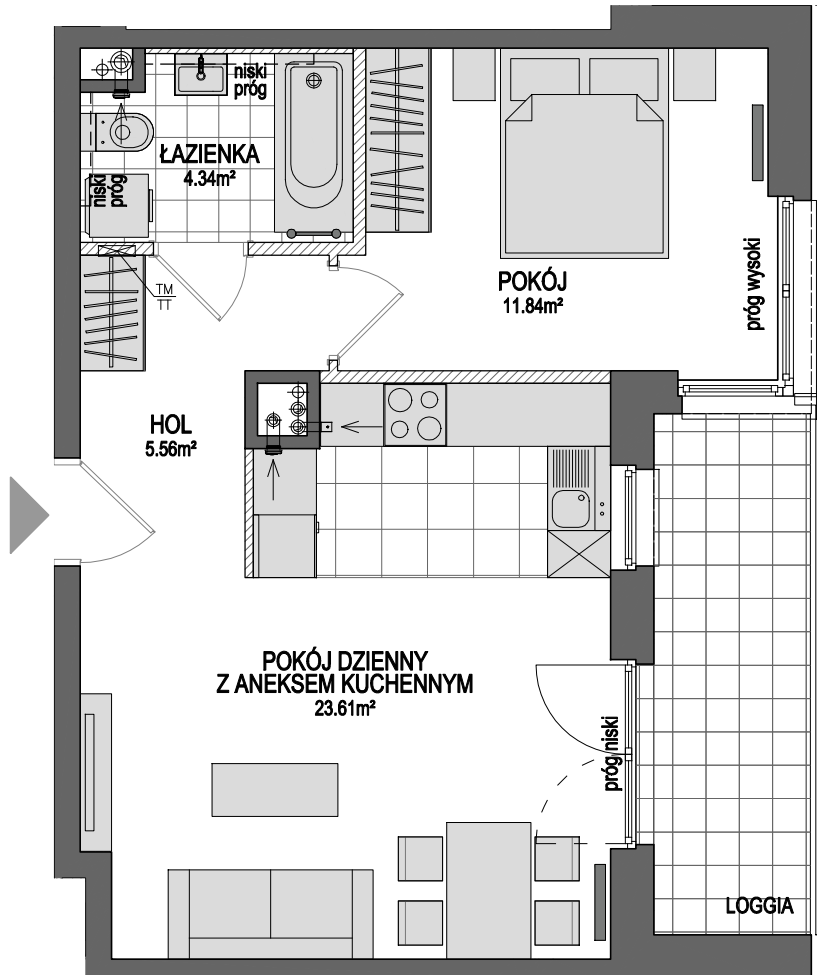 niski
próg
ŁAZIENKA
4.34m²
niski
próg
TM
TT
POKÓJ
11.84m²
próg wysoki
HOL
5.56m²
POKÓJ DZIENNY
Z ANEKSEM KUCHENNYM
23.61m²
próg niski
LOGGIA